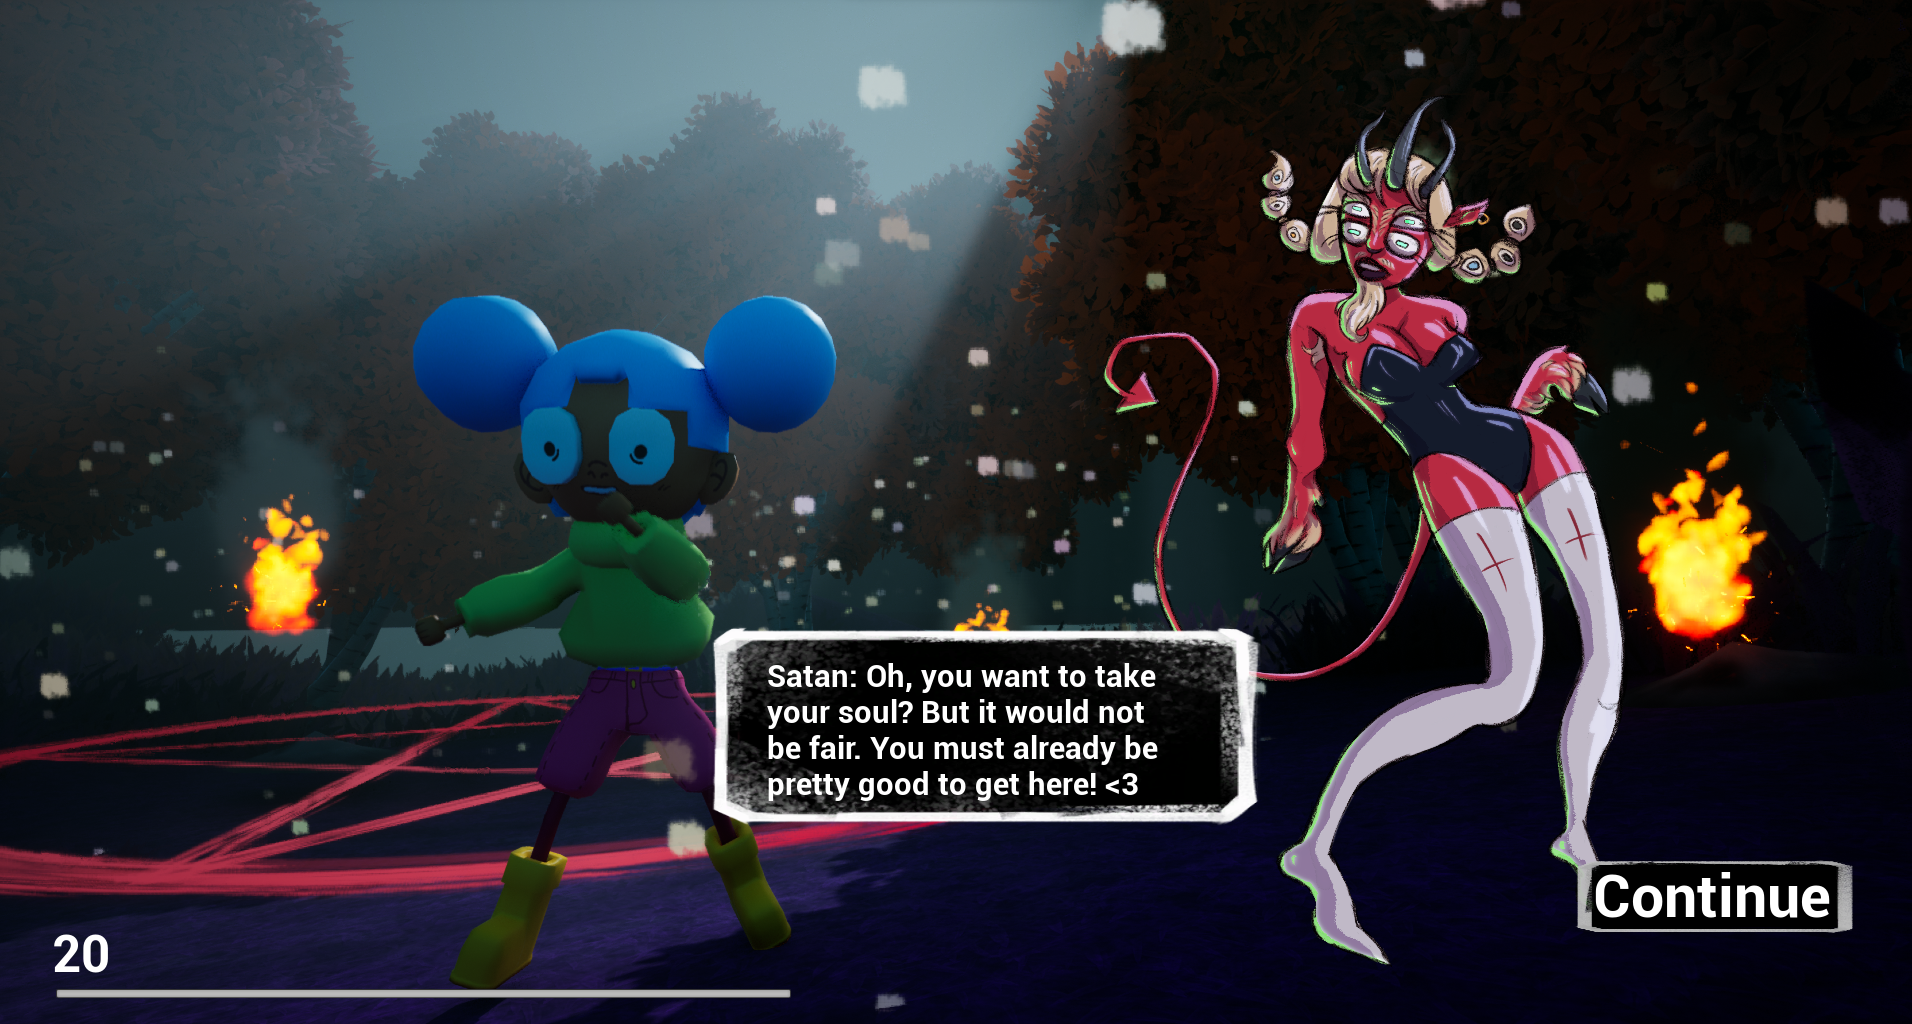 Satan: Oh, you want to take
your soul? But it would not
be fair. You must already be
pretty good to get here! <3
Continue
20